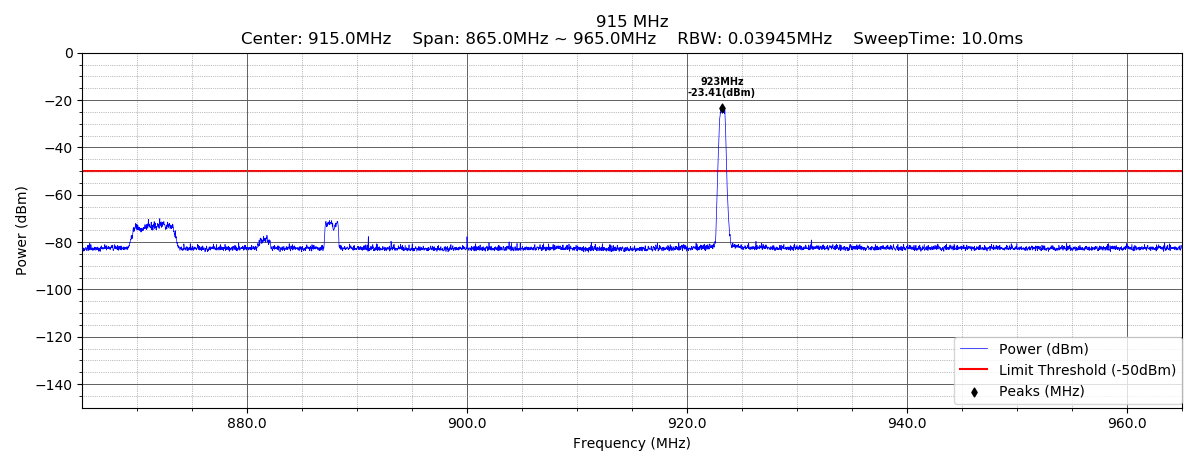 915 MHz
Center: 915.0MHz    Span: 865.0MHz ~ 965.0MHz    RBW: 0.03945MHz    SweepTime: 10.0ms
0
−20
−40
−60
−80
−100
−120
−140
Power (dBm)
923MHz
-23.41(dBm)
Power (dBm)
Limit Threshold (-50dBm)
Peaks (MHz)
880.0
900.0
920.0
940.0
960.0
Frequency (MHz)